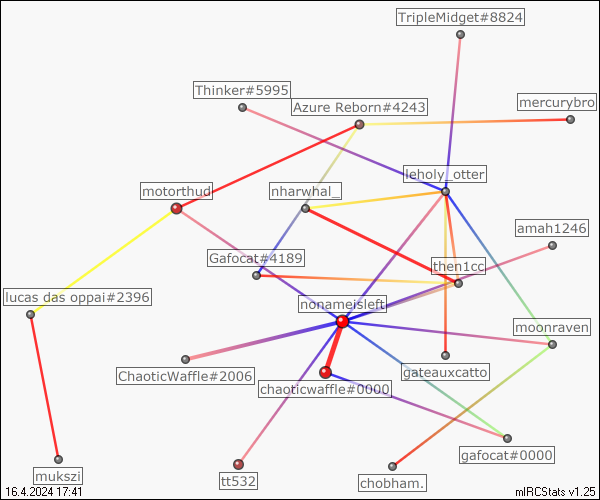 TripleMidget#8824
Thinker#5995
Azure Reborn#4243
mercurybro
leholy_otter
motorthud
nharwhal_
amah1246
Gafocat#4189
then1cc
lucas das oppai#2396
nonameisleft
moonraven
ChaoticWaffle#2006
gateauxcatto
chaoticwaffle#0000
gafocat#0000
mukszi
tt532
chobham.
16.4.2024 17:41
mIRCStats v1.25